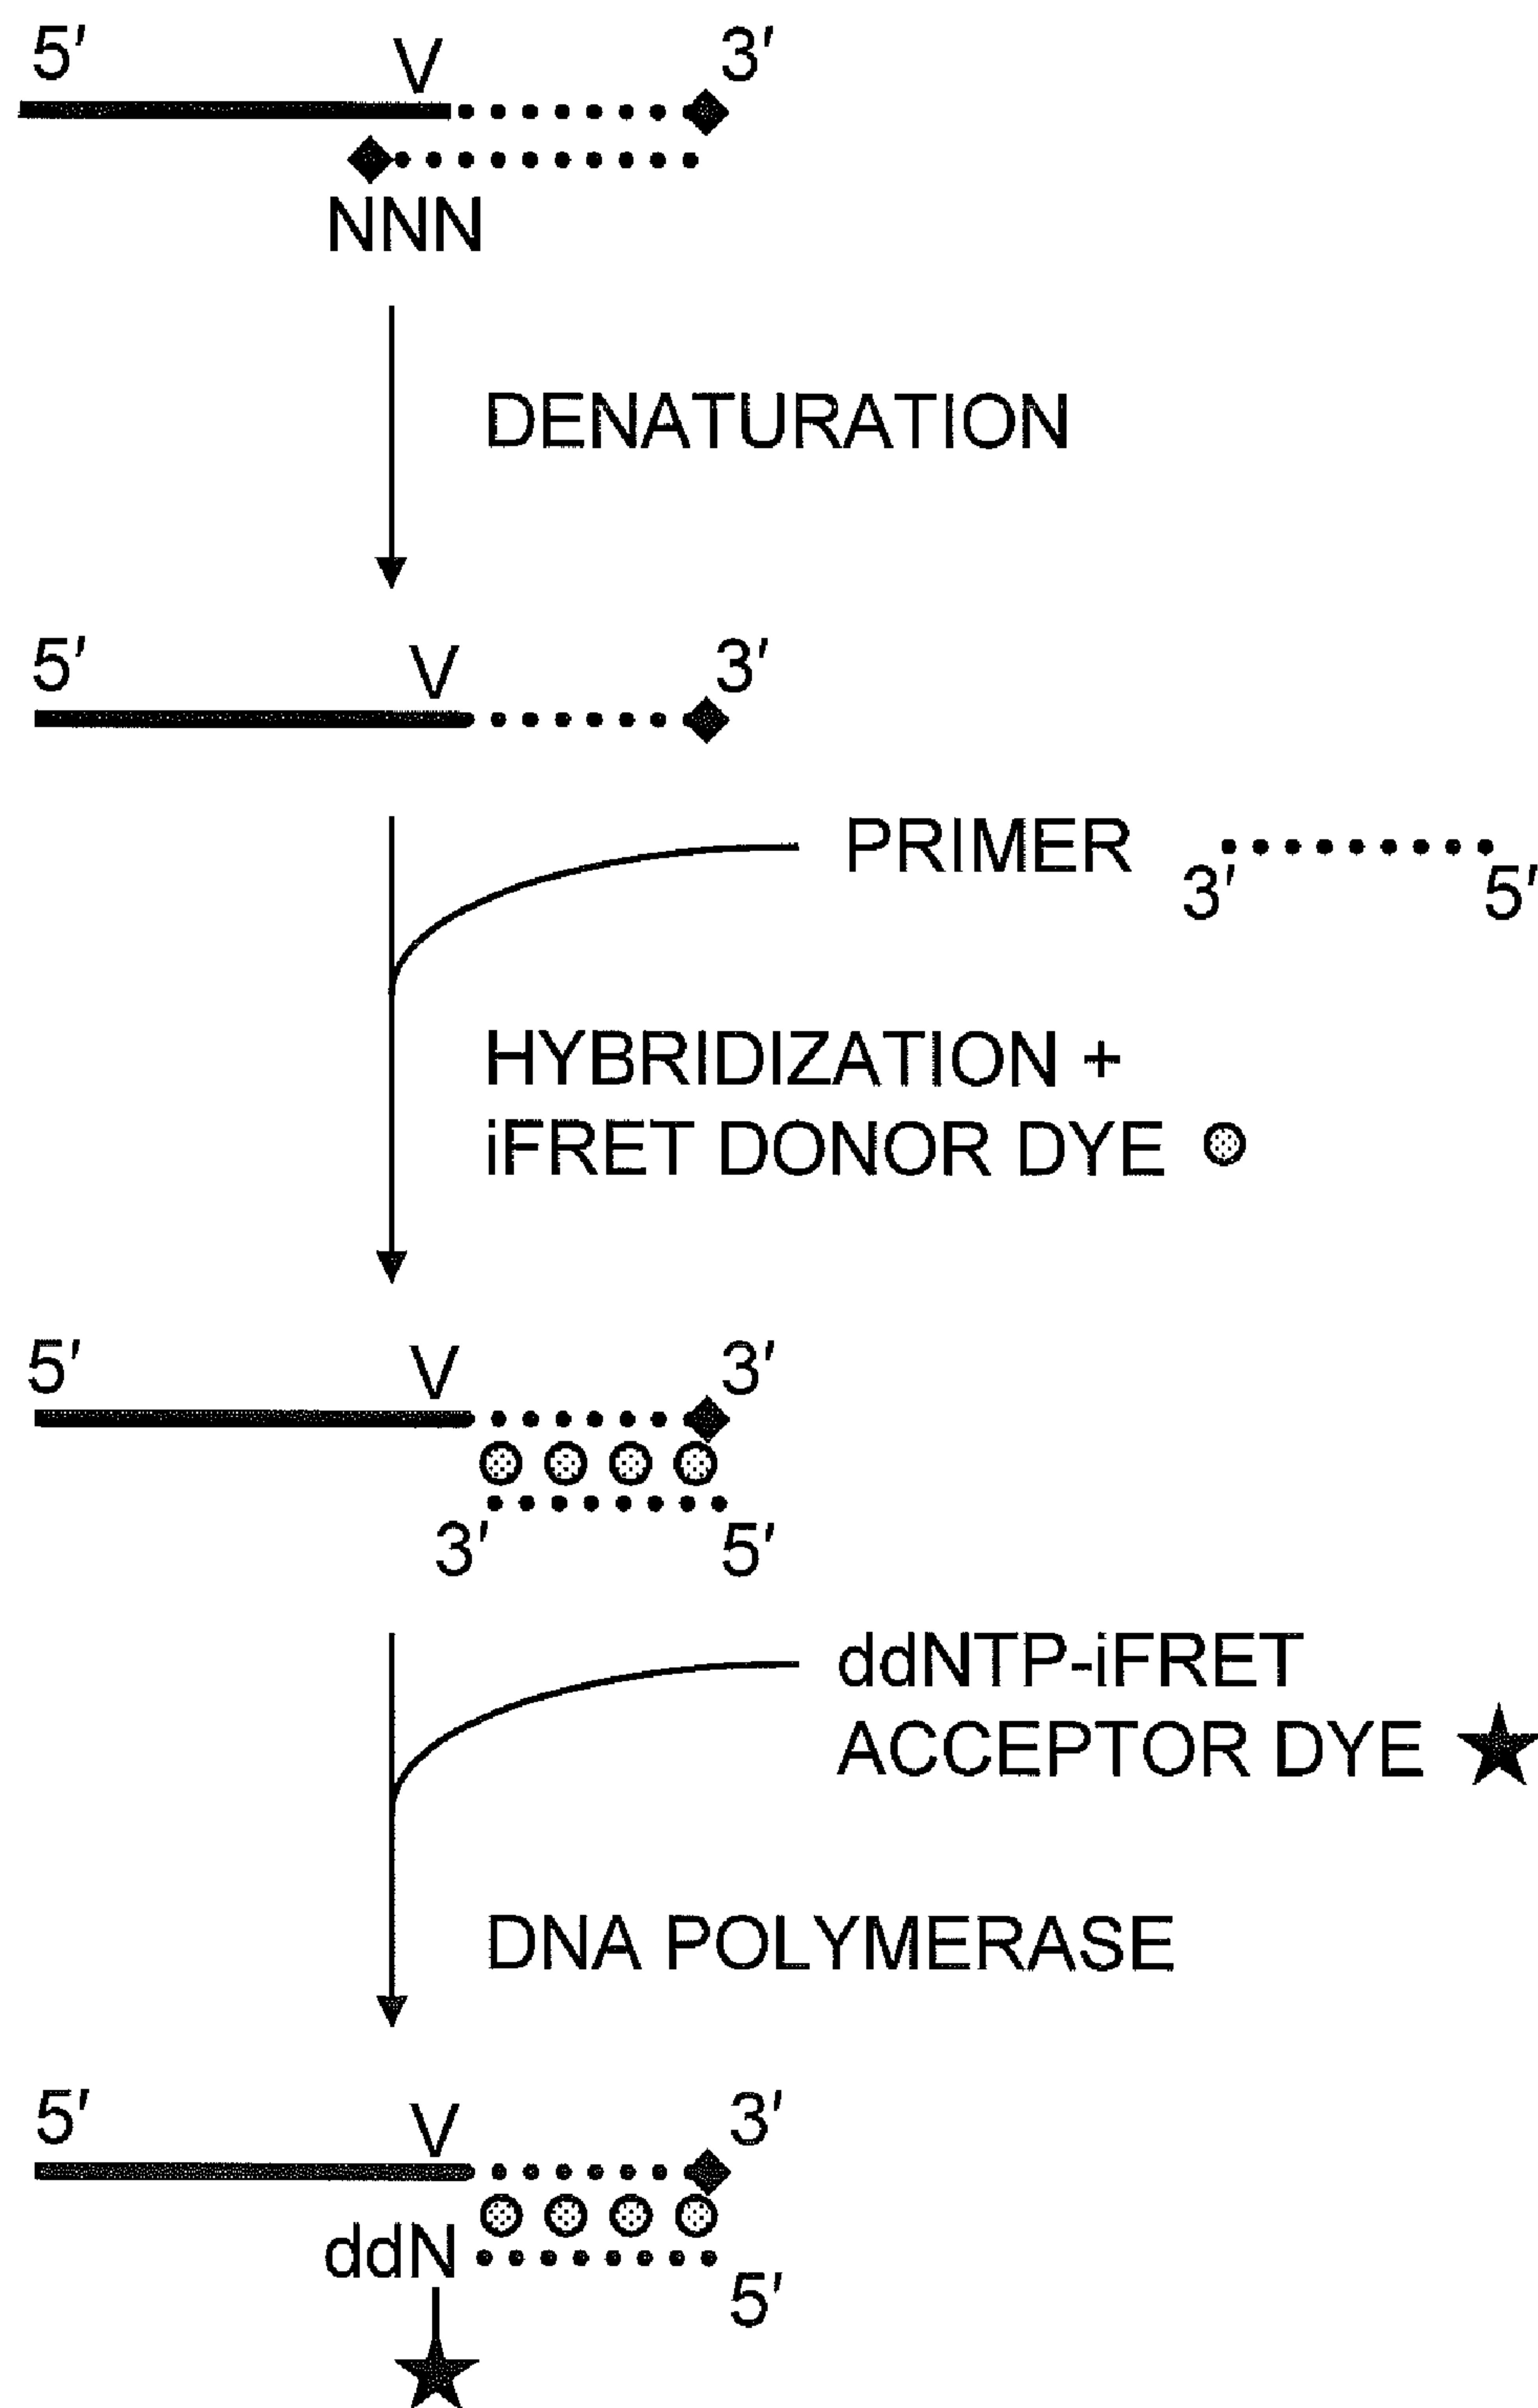 5′ V 3′
NNN
DENATURATION
5′ V 3′
PRIMER
3′ 5′
HYBRIDIZATION +
iFRET DONOR DYE
5′ V 3′
3′ 5′
ddNTP-iFRET
ACCEPTOR DYE
DNA POLYMERASE
5′ V 3′
ddN
5′